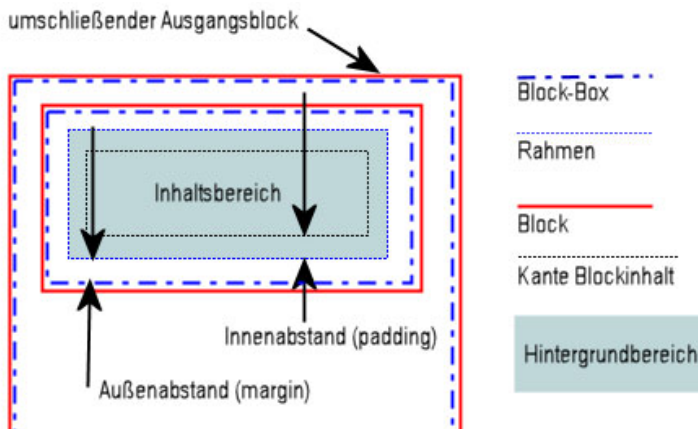 umschließender Ausgangsblock
Block-Box
Rahmen
Inhaltsbereich
Block
Kante Blockinhalt
Innenabstand (padding)
Hintergrundbereich
Außenabstand (margin)